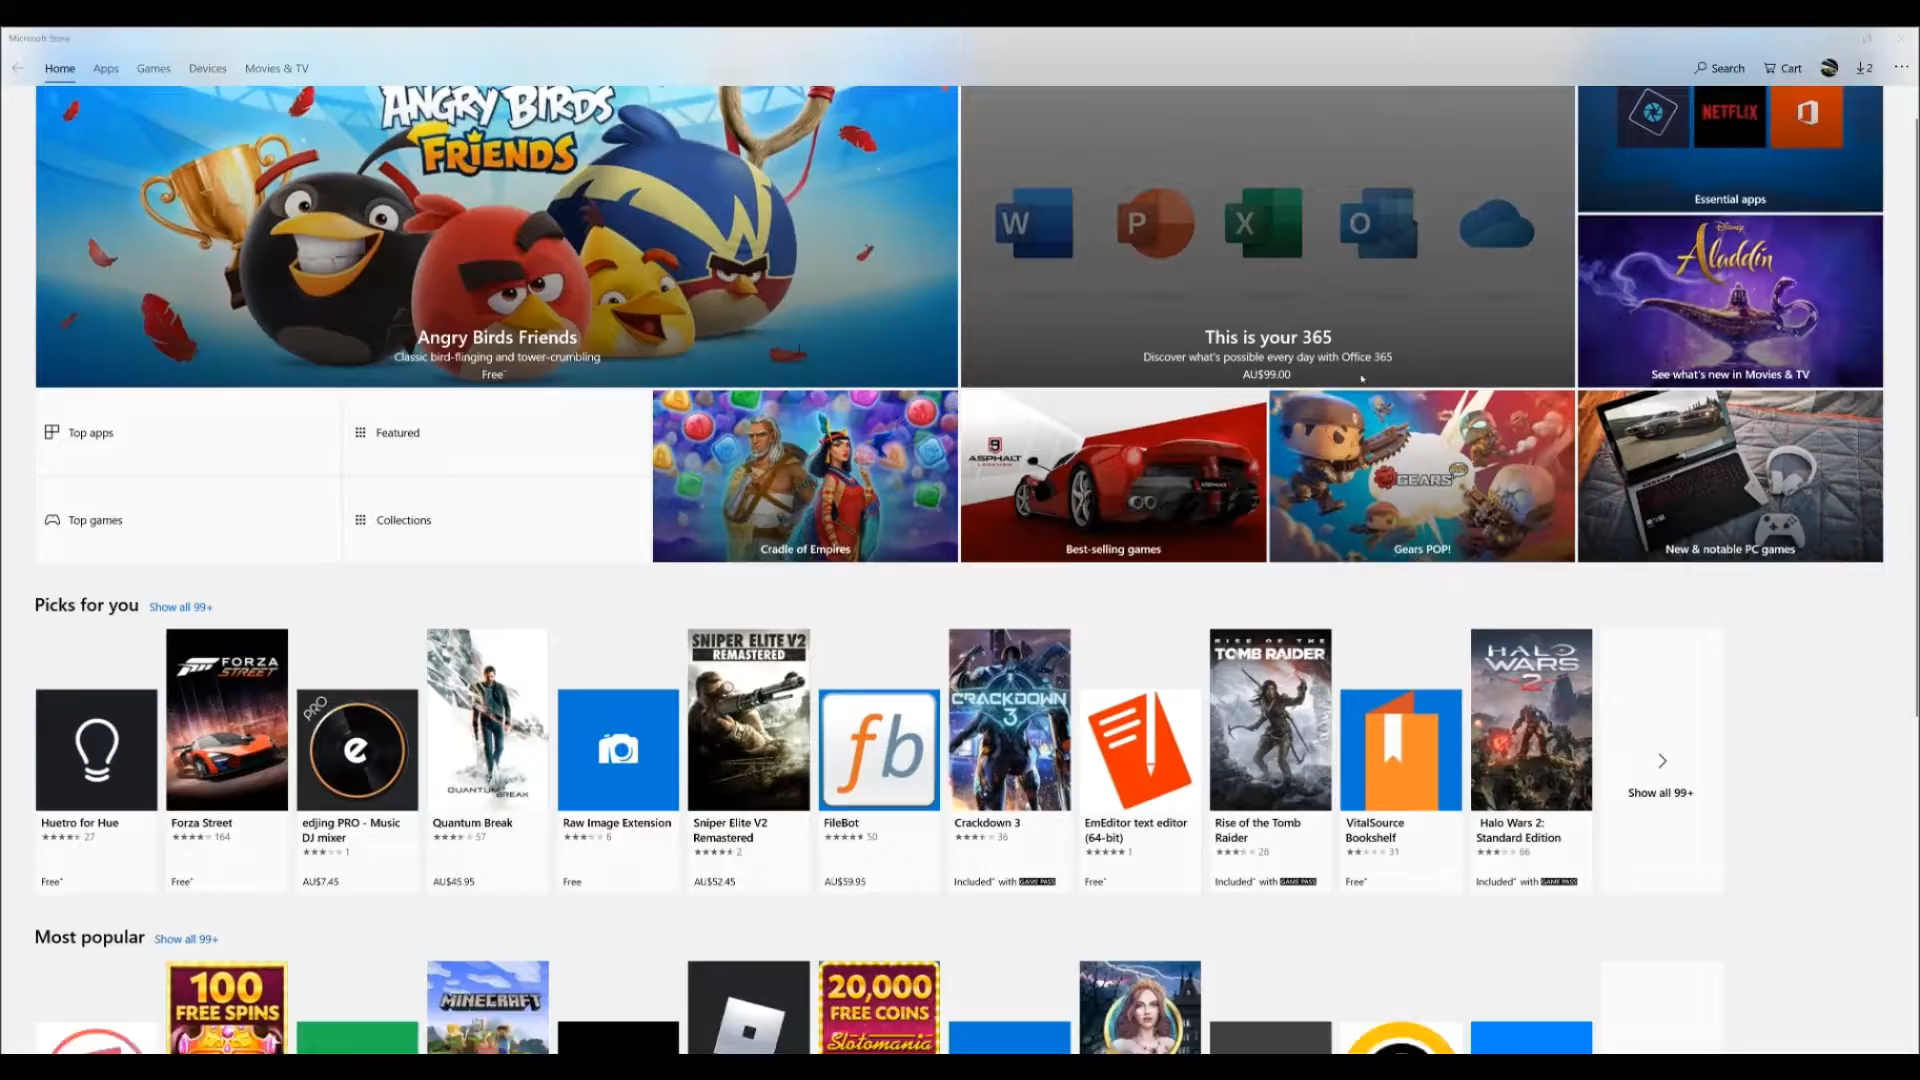 Microsoft Store
Home Apps Games Devices Movies & TV
Search Cart 2
ANGRY BIRDS
FRIENDS
Angry Birds Friends
Classic bird-flinging and tower-crumbling
Free+
W P X O
This is your 365
Discover what's possible every day with Office 365
AU$99.00
NETFLIX
Essential apps
Disney
Aladdin
See what's new in Movies & TV
Top apps
Featured
Top games
Collections
Cradle of Empires
9
ASPHALT
Best-selling games
GEARS POP!
Gears POP!
New & notable PC games
Picks for you Show all 99+
Huetro for Hue
27
Free+
FORZA
STREET
Forza Street
164
Free+
PRO
e
edjing PRO - Music
DJ mixer
1
AU$7.45
QUANTUM BREAK
Quantum Break
57
AU$45.95
Raw Image Extension
6
Free
SNIPER ELITE V2
REMASTERED
Sniper Elite V2
Remastered
2
AU$52.45
fb
FileBot
50
AU$59.95
CRACKDOWN
3
Crackdown 3
36
Included+ with GAME PASS
EmEditor text editor
(64-bit)
1
Free+
RISE OF THE
TOMB RAIDER
Rise of the Tomb
Raider
28
Included+ with GAME PASS
VitalSource
Bookshelf
31
Free+
HALO
WARS
2
Halo Wars 2:
Standard Edition
66
Included+ with GAME PASS
Show all 99+
Most popular Show all 99+
100
FREE SPINS
MINECRAFT
20,000
FREE COINS
Slotomania